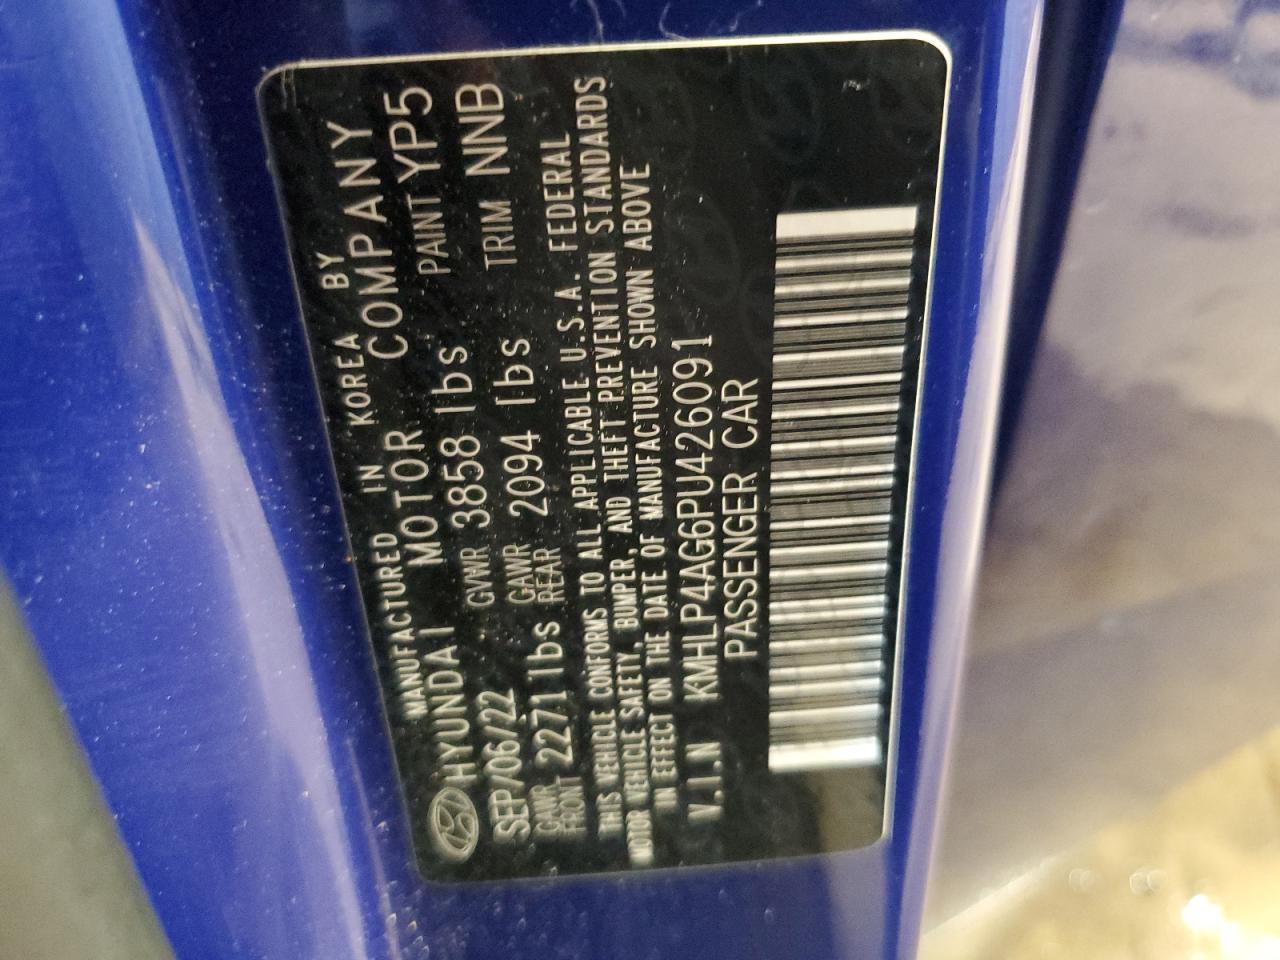 MANUFACTURED IN KOREA BY
HYUNDAI MOTOR COMPANY
SEP/06/22 GVWR 3858 lbs PAINT YP5
GAWR FRONT 2271 lbs GAWR REAR 2094 lbs TRIM NNB
THIS VEHICLE CONFORMS TO ALL APPLICABLE U.S.A. FEDERAL
MOTOR VEHICLE SAFETY, BUMPER, AND THEFT PREVENTION STANDARDS
IN EFFECT ON THE DATE OF MANUFACTURE SHOWN ABOVE
V.I.N KMHLP4AG6PU426091
PASSENGER CAR